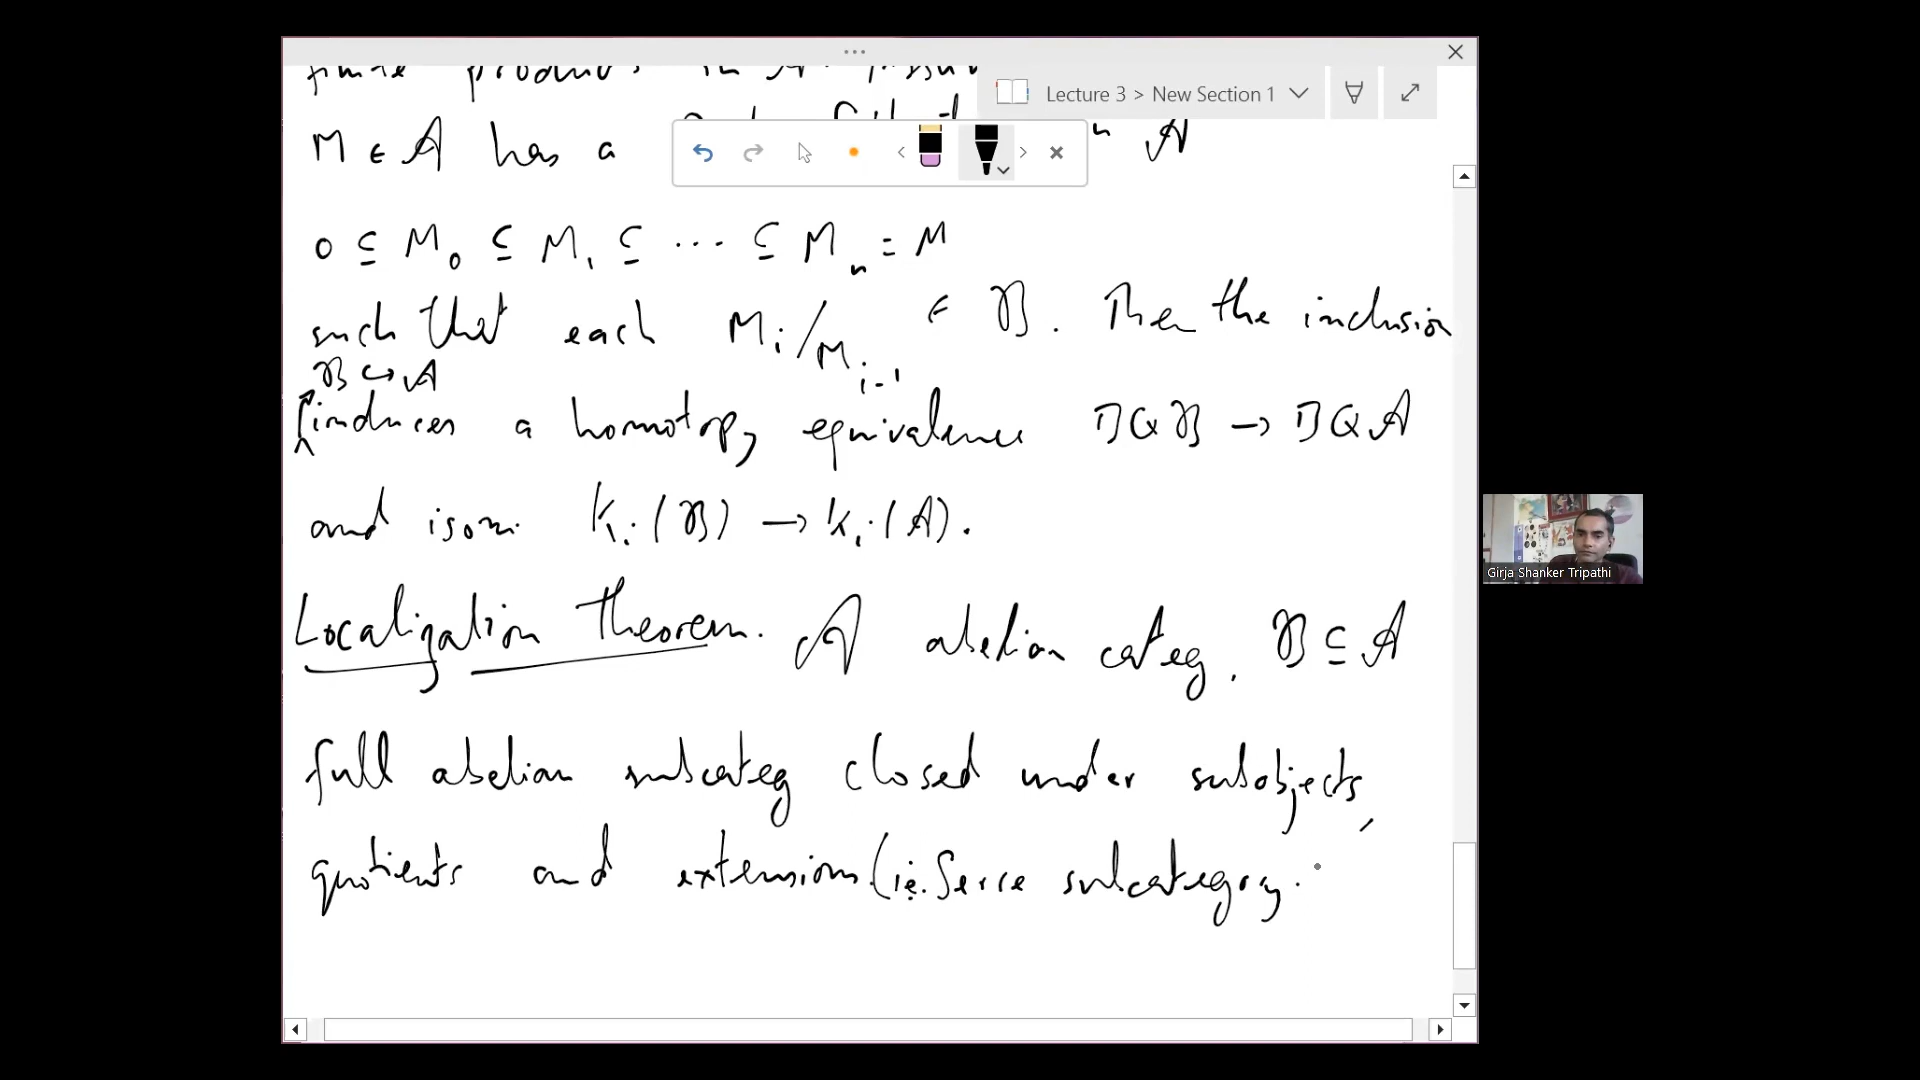 Lecture 3 > New Section 1
M ∈ A has a
A
0 ⊆ M₀ ⊆ M₁ ⊆ ··· ⊆ Mₙ = M
such that each Mᵢ/Mᵢ₋₁ ∈ B. Then the inclusion
B ↪ A
induces a homotopy equivalence BQB → BQA
and isom. Kᵢ(B) → Kᵢ(A).
Localization Theorem. A abelian categ, B ⊆ A
full abelian subcateg closed under subobjects,
quotients and extensions. (i.e. Serre subcategory.
Girja Shanker Tripathi